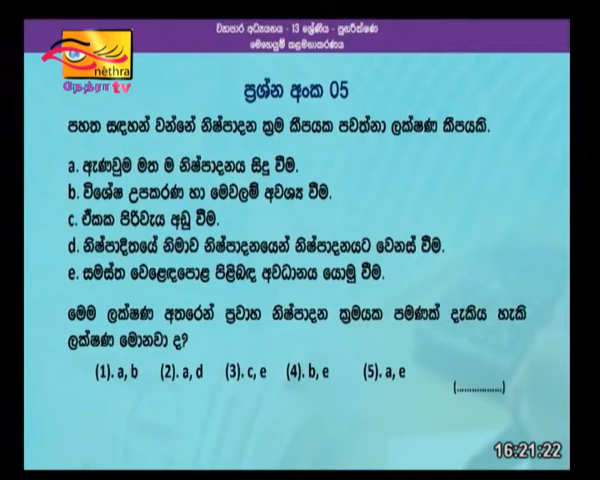 ව්‍යාපාර අධ්‍යයනය - 13 ශ්‍රේණිය - පුනරීක්ෂණ
මෙහෙයුම් කළමනාකරණය
nethra
நேத்ரா tv
ප්‍රශ්න අංක 05
පහත සඳහන් වන්නේ නිෂ්පාදන ක්‍රම කීපයක පවත්නා ලක්ෂණ කීපයකි.
a. ඇණවුම මත ම නිෂ්පාදනය සිදු වීම.
b. විශේෂ උපකරණ හා මෙවලම් අවශ්‍ය වීම.
c. ඒකක පිරිවැය අඩු වීම.
d. නිෂ්පාදිතයේ නිමාව නිෂ්පාදනයෙන් නිෂ්පාදනයට වෙනස් වීම.
e. සමස්ත වෙළෙඳපොළ පිළිබඳ අවධානය යොමු වීම.
මෙම ලක්ෂණ අතරෙන් ප්‍රවාහ නිෂ්පාදන ක්‍රමයක පමණක් දැකිය හැකි
ලක්ෂණ මොනවා ද?
(1). a, b (2). a, d (3). c, e (4). b, e (5). a, e
(..................)
16:21:22